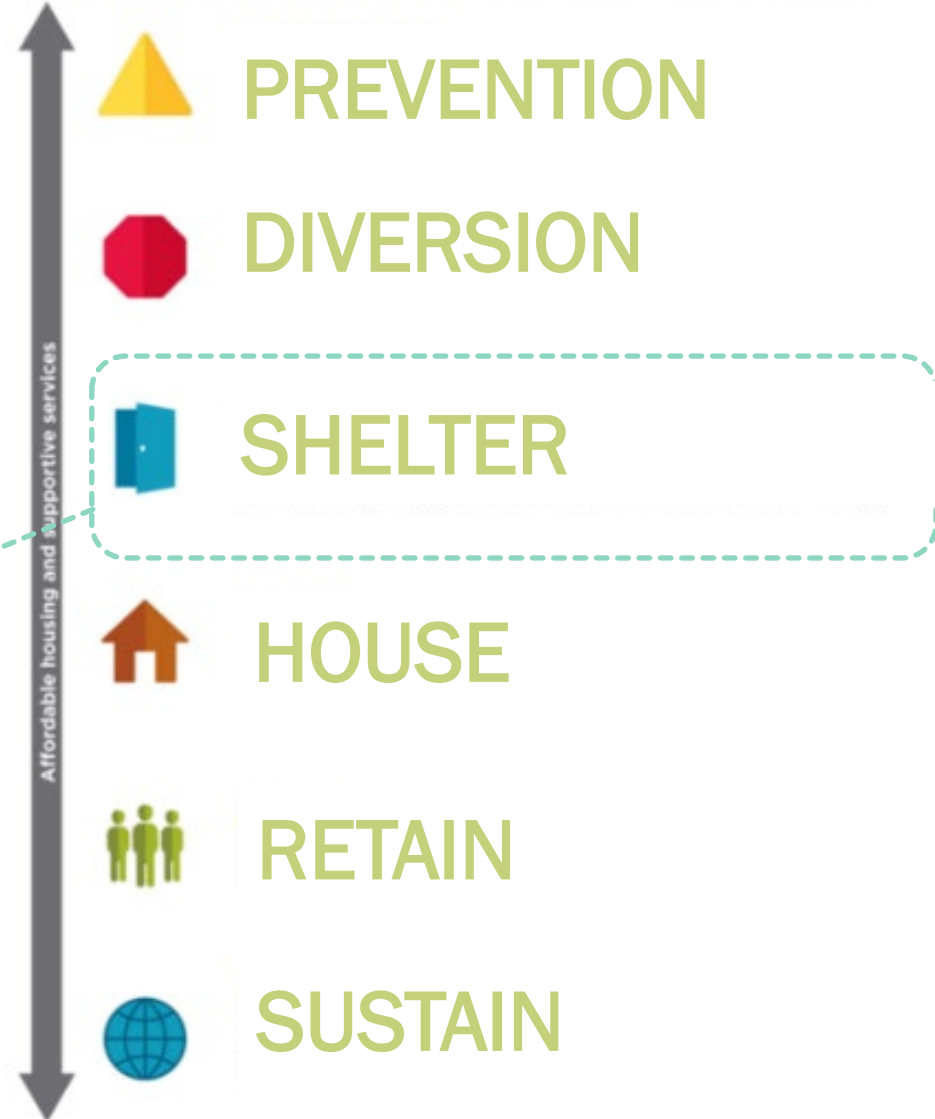 PREVENTION
DIVERSION
SHELTER
HOUSE
RETAIN
SUSTAIN
Affordable housing and supportive services